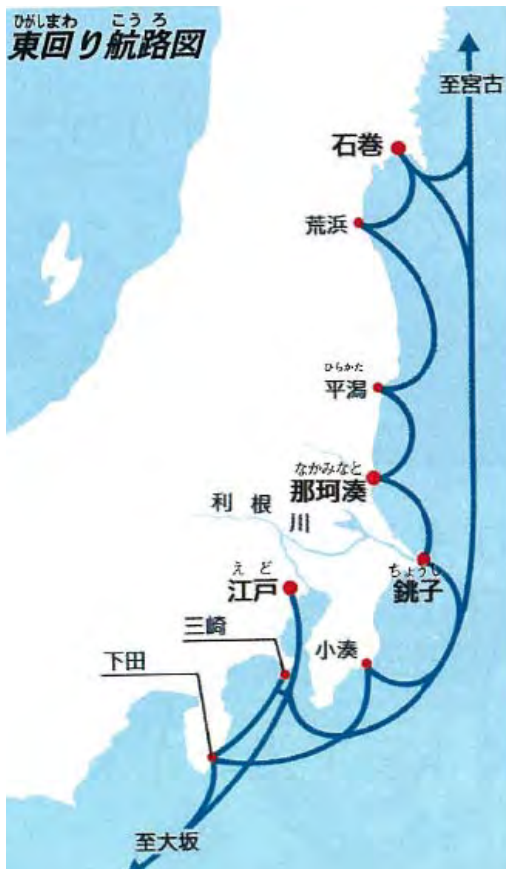 ひがしまわ こうろ
東回り航路図
至宮古
石巻
荒浜
ひらかた
平潟
なかみなと
那珂湊
利根川
ちょうし
銚子
えど
江戸
三崎
小湊
下田
至大坂